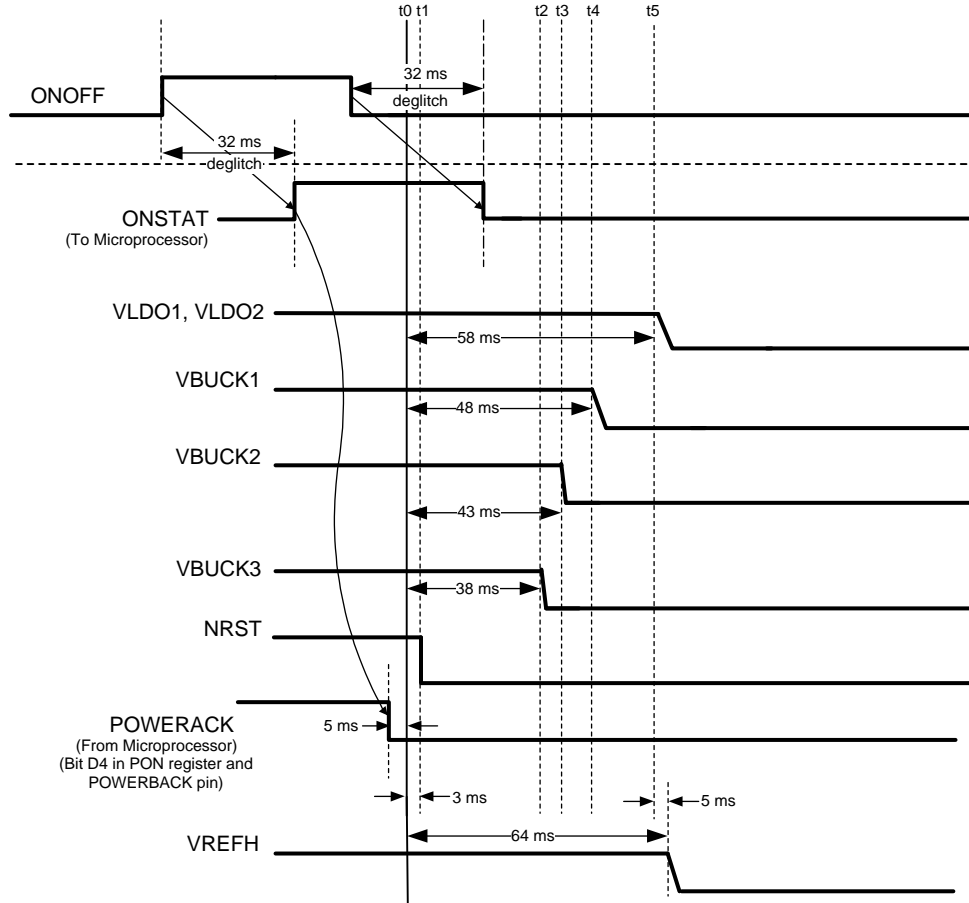 t0 t1 t2 t3 t4 t5
ONOFF
32 ms
deglitch
32 ms
deglitch
ONSTAT
(To Microprocessor)
VLDO1, VLDO2
58 ms
VBUCK1
48 ms
VBUCK2
43 ms
VBUCK3
38 ms
NRST
POWERACK
(From Microprocessor)
(Bit D4 in PON register and
POWERBACK pin)
5 ms
3 ms
5 ms
VREFH
64 ms